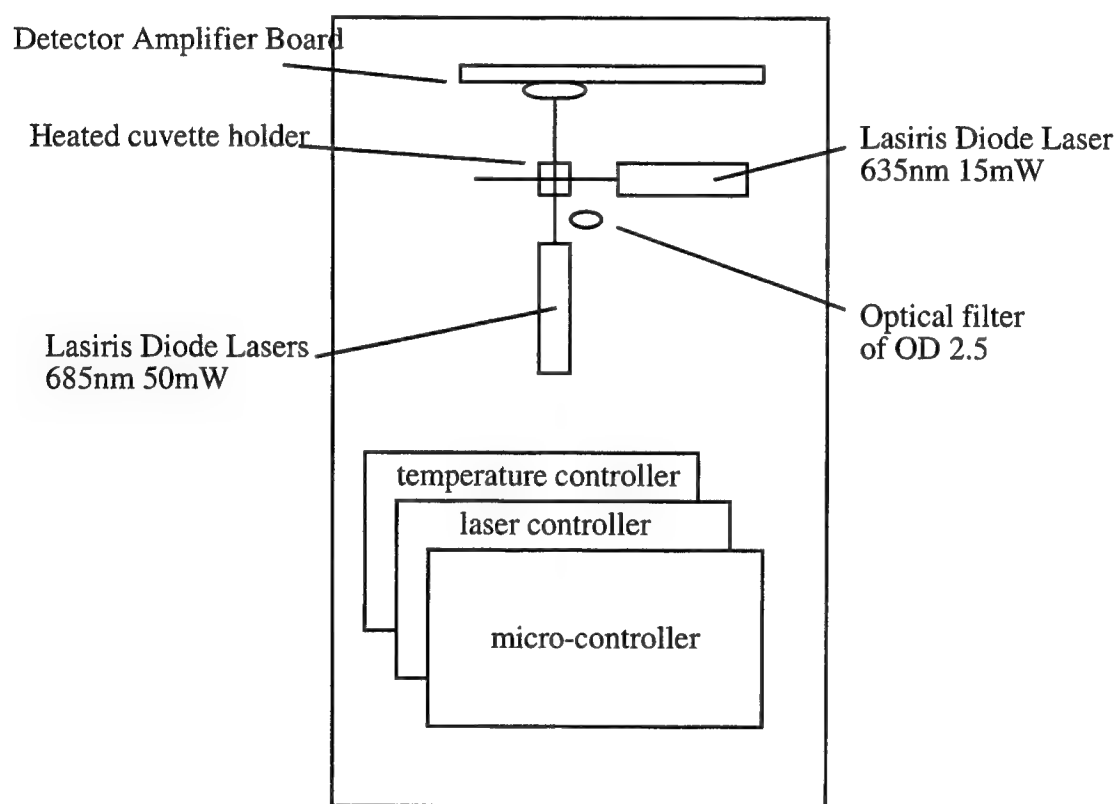 Detector Amplifier Board
Heated cuvette holder
Lasiris Diode Laser
635nm 15mW
Optical filter
of OD 2.5
Lasiris Diode Lasers
685nm 50mW
temperature controller
laser controller
micro-controller